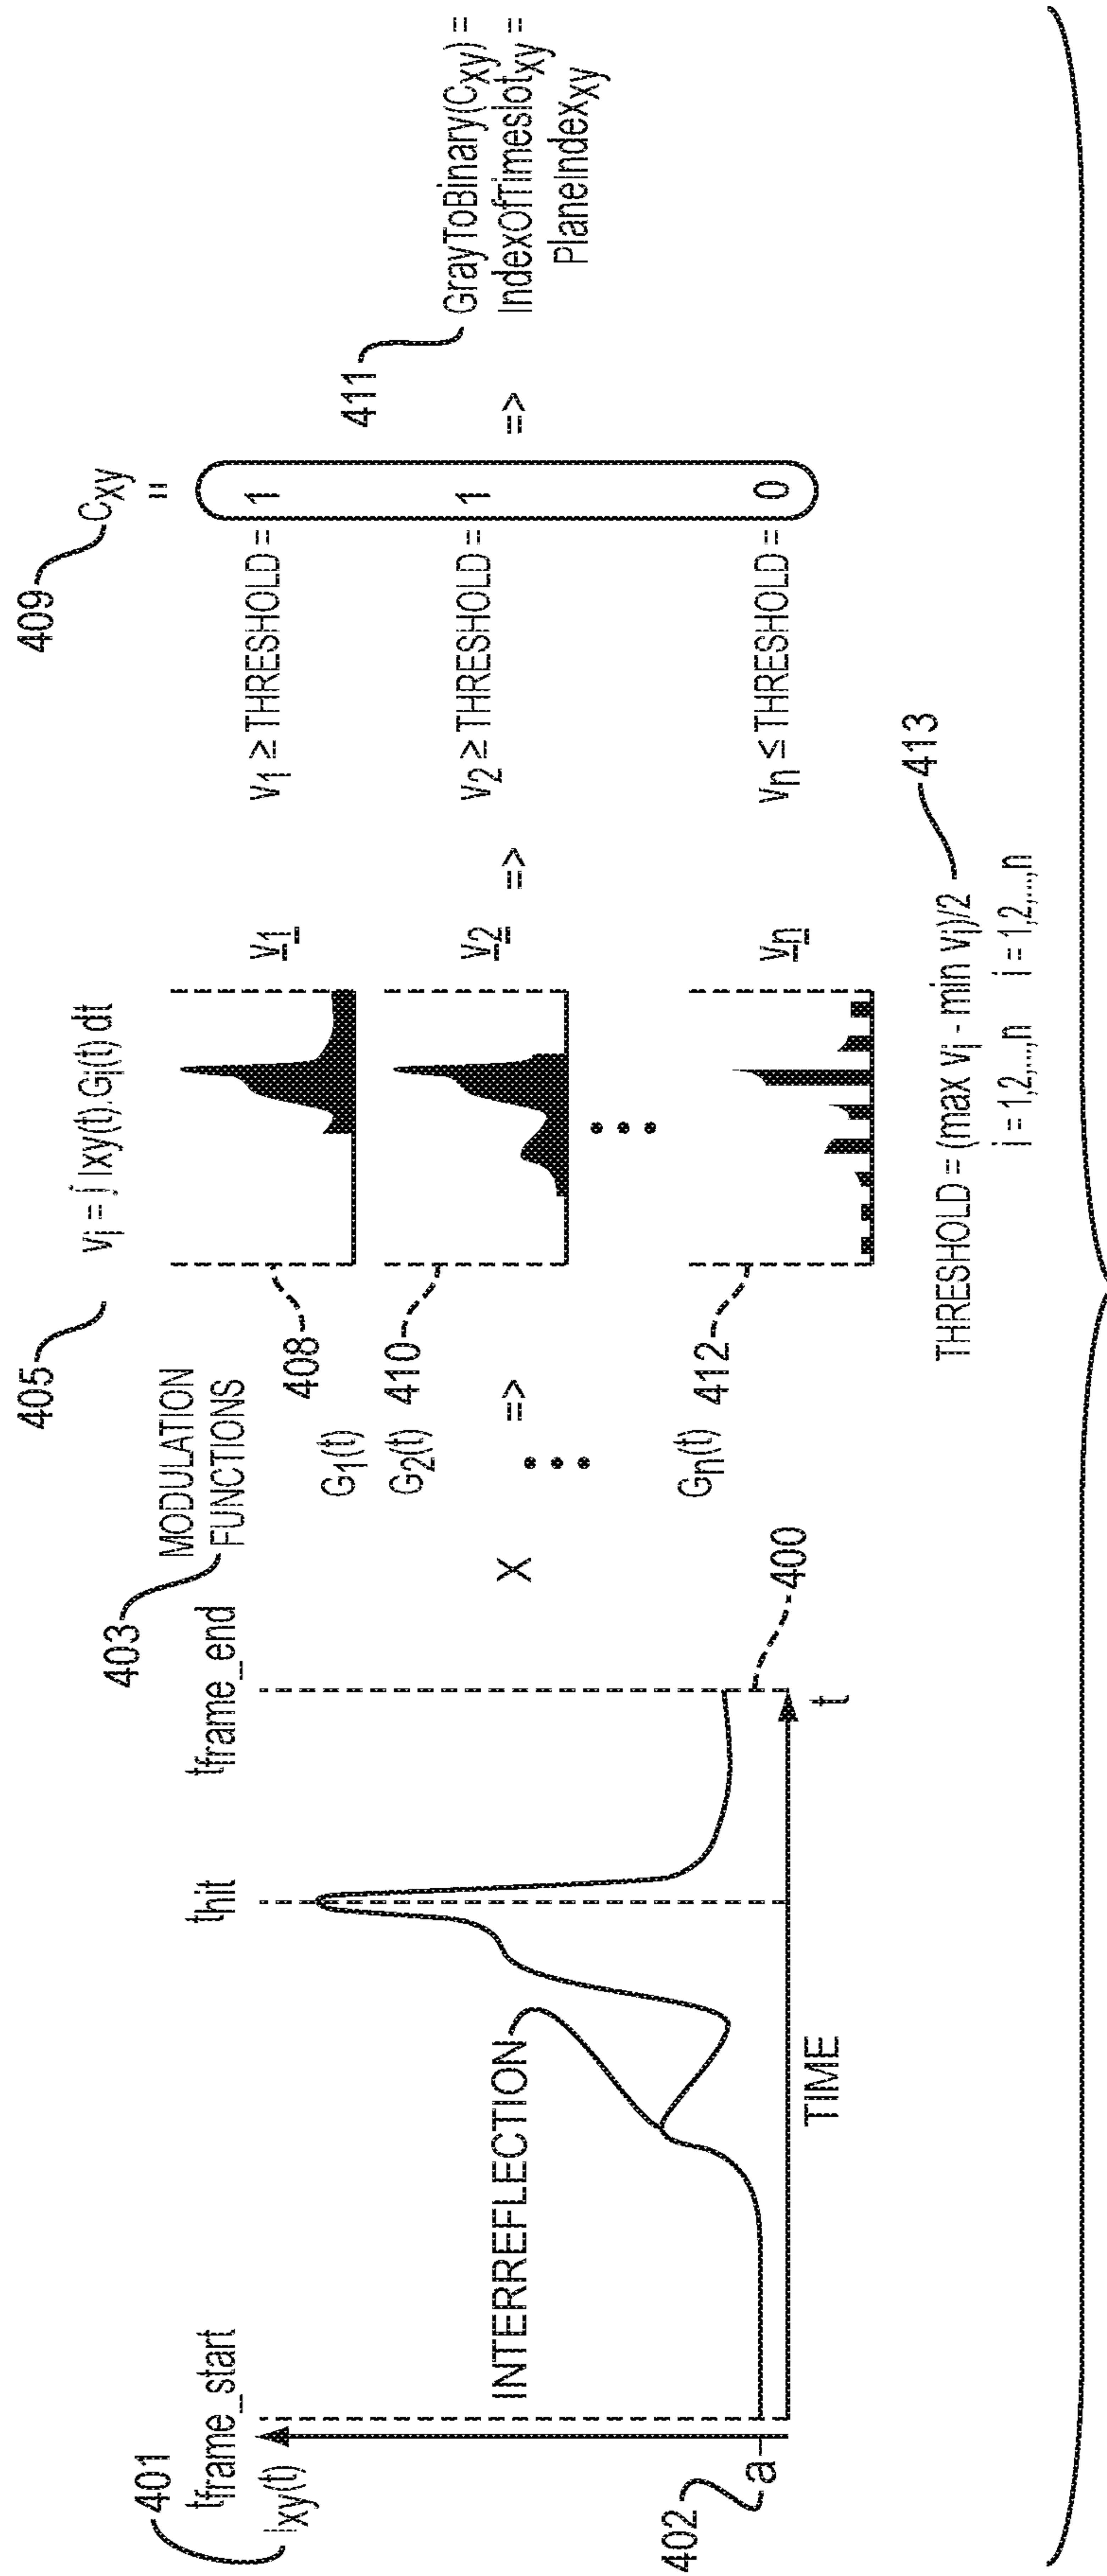 401
tframe_start
Ixy(t)
402
a
INTERREFLECTION
TIME
thit
tframe_end
t
400
X
403
MODULATION
FUNCTIONS
G1(t)
G2(t)
Gn(t)
=>
405
vi = ∫ Ixy(t).Gi(t) dt
408
410
412
v1
v2
vn
=>
THRESHOLD = (max vj - min vi)/2
j = 1,2,...,n i = 1,2,...,n
413
v1 ≥ THRESHOLD = 1
v2 ≥ THRESHOLD = 1
vn ≤ THRESHOLD = 0
409
Cxy
=
=>
411
GrayToBinary(Cxy) =
IndexOfTimeslotxy =
PlaneIndexxy